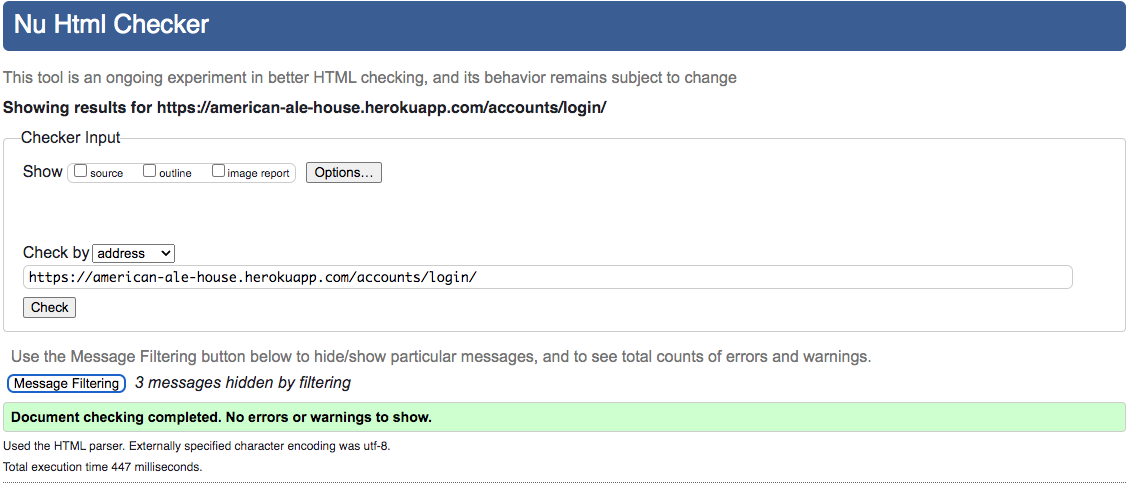 Nu Html Checker
This tool is an ongoing experiment in better HTML checking, and its behavior remains subject to change
Showing results for https://american-ale-house.herokuapp.com/accounts/login/
Checker Input
Show source outline image report Options...
Check by address
https://american-ale-house.herokuapp.com/accounts/login/
Check
Use the Message Filtering button below to hide/show particular messages, and to see total counts of errors and warnings.
Message Filtering 3 messages hidden by filtering
Document checking completed. No errors or warnings to show.
Used the HTML parser. Externally specified character encoding was utf-8.
Total execution time 447 milliseconds.